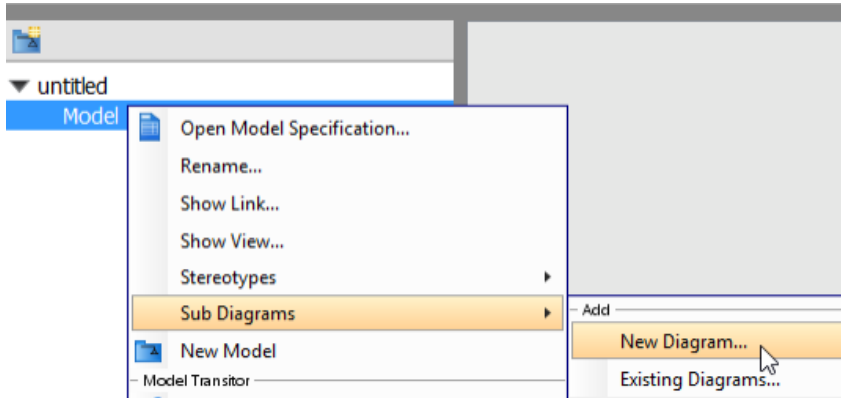 untitled
Model
Open Model Specification...
Rename...
Show Link...
Show View...
Stereotypes
Sub Diagrams
Add
New Diagram...
New Model
Existing Diagrams...
Model Transitor